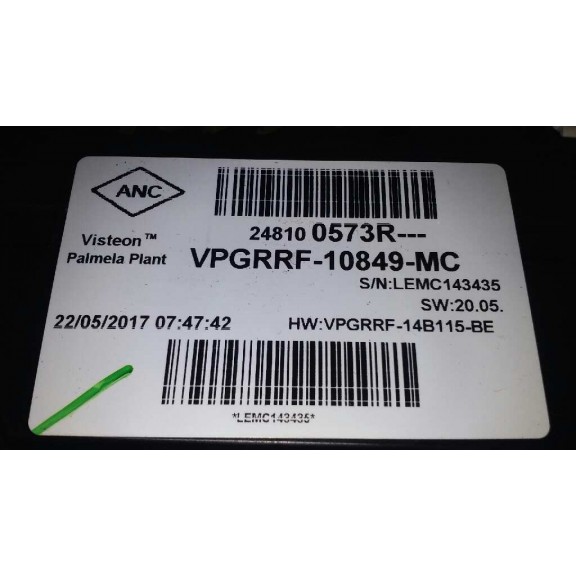 ANC
24810 0573R---
Visteon™
Palmela Plant
VPGRRF-10849-MC
S/N:LEMC143435
SW:20.05.
22/05/2017 07:47:42
HW:VPGRRF-14B115-BE
*LEMC143435*